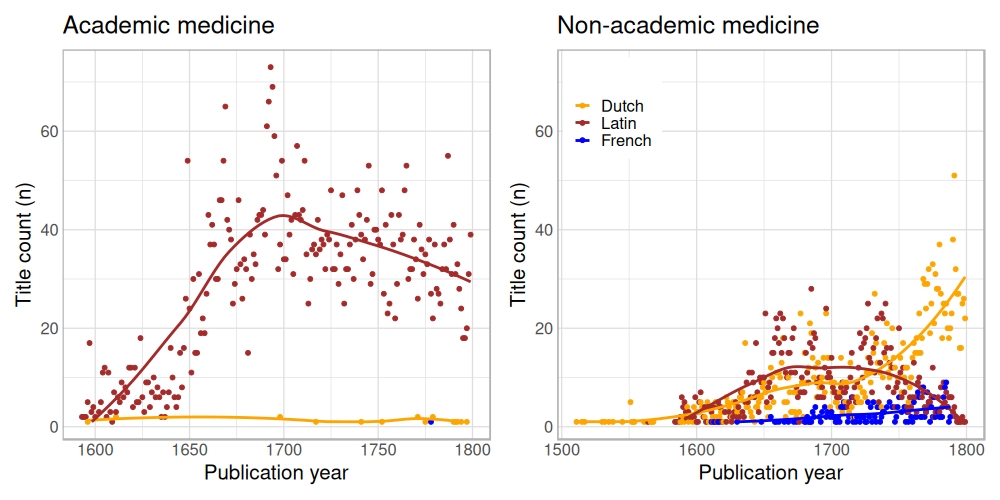 Academic medicine
Title count (n)
60
40
20
0
1600
1650
1700
1750
1800
Publication year
Non-academic medicine
Title count (n)
60
40
20
0
Dutch
Latin
French
1500
1600
1700
1800
Publication year